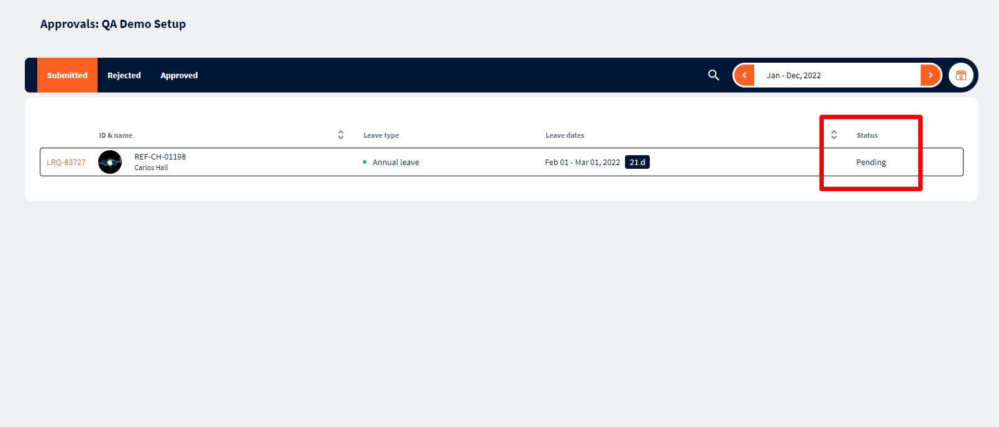 Approvals: QA Demo Setup
Submitted Rejected Approved Jan - Dec, 2022
ID & name Leave type Leave dates Status
LRQ-83727 REF-CH-01198 Annual leave Feb 01 - Mar 01, 2022 21 d Pending
Carlos Hall